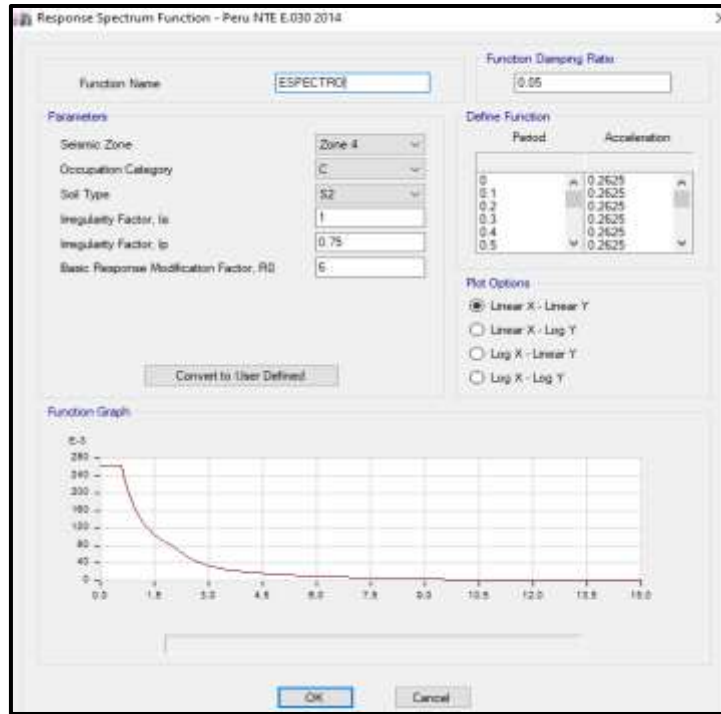 Response Spectrum Function - Peru NTE E.030 2014
Function Name
ESPECTRO
Function Damping Ratio
0.05
Parameters
Seismic Zone
Zone 4
Occupation Category
C
Soil Type
S2
Irregularity Factor, Ia
1
Irregularity Factor, Ip
0.75
Basic Response Modification Factor, R0
6
Convert to User Defined
Define Function
Period Acceleration
0 0.2625
0.1 0.2625
0.2 0.2625
0.3 0.2625
0.4 0.2625
0.5 0.2625
Plot Options
Linear X - Linear Y
Linear X - Log Y
Log X - Linear Y
Log X - Log Y
Function Graph
E-3
280
240
200
160
120
80
40
0
0.0 1.5 3.0 4.5 6.0 7.5 9.0 10.5 12.0 13.5 15.0
OK Cancel